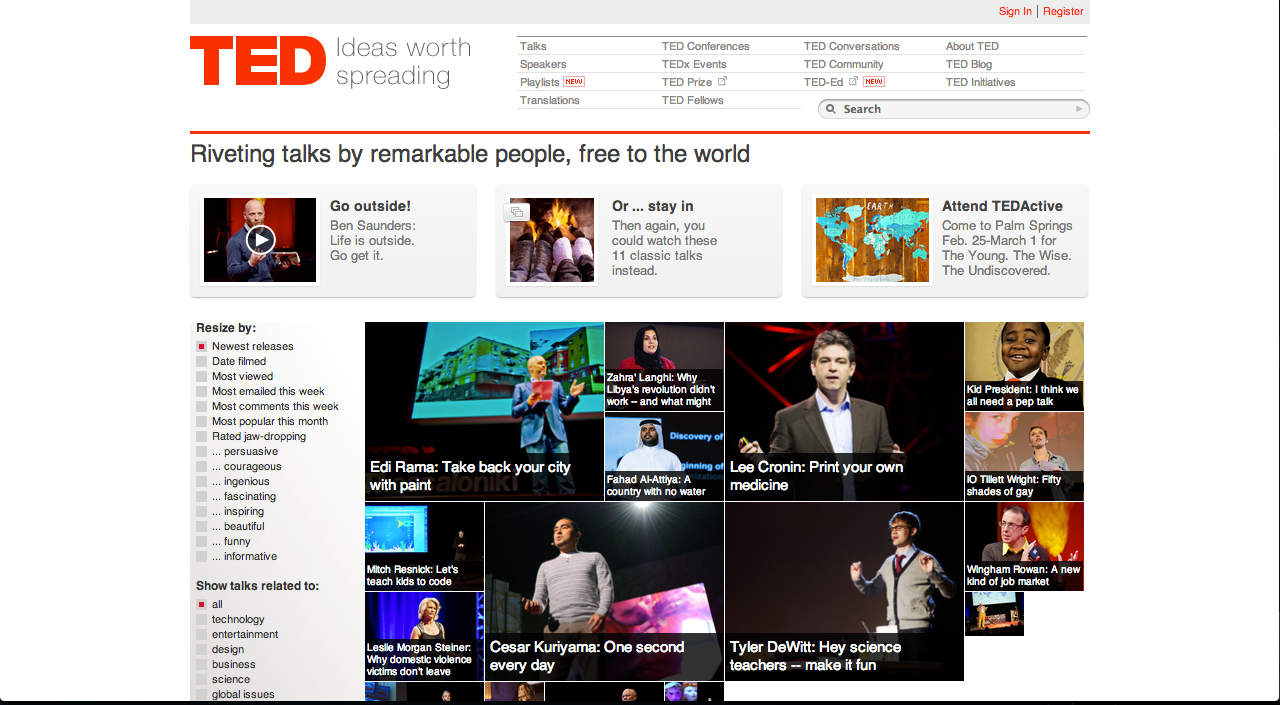 Sign In | Register
TED Ideas worth
spreading
Talks
Speakers
Playlists NEW
Translations
TED Conferences
TEDx Events
TED Prize
TED Fellows
TED Conversations
TED Community
TED-Ed NEW
About TED
TED Blog
TED Initiatives
Search
Riveting talks by remarkable people, free to the world
Go outside!
Ben Saunders:
Life is outside.
Go get it.
Or ... stay in
Then again, you
could watch these
11 classic talks
instead.
EARTH
Attend TEDActive
Come to Palm Springs
Feb. 25-March 1 for
The Young. The Wise.
The Undiscovered.
Resize by:
Newest releases
Date filmed
Most viewed
Most emailed this week
Most comments this week
Most popular this month
Rated jaw-dropping
... persuasive
... courageous
... ingenious
... fascinating
... inspiring
... beautiful
... funny
... informative
Show talks related to:
all
technology
entertainment
design
business
science
global issues
Edi Rama: Take back your city
with paint
Zahra' Langhi: Why
Libya's revolution didn't
work -- and what might
Discovery of
Fahad Al-Attiya: A
country with no water
Lee Cronin: Print your own
medicine
Kid President: I think we
all need a pep talk
iO Tillett Wright: Fifty
shades of gay
Mitch Resnick: Let's
teach kids to code
Leslie Morgan Steiner:
Why domestic violence
victims don't leave
Cesar Kuriyama: One second
every day
Tyler DeWitt: Hey science
teachers -- make it fun
Wingham Rowan: A new
kind of job market